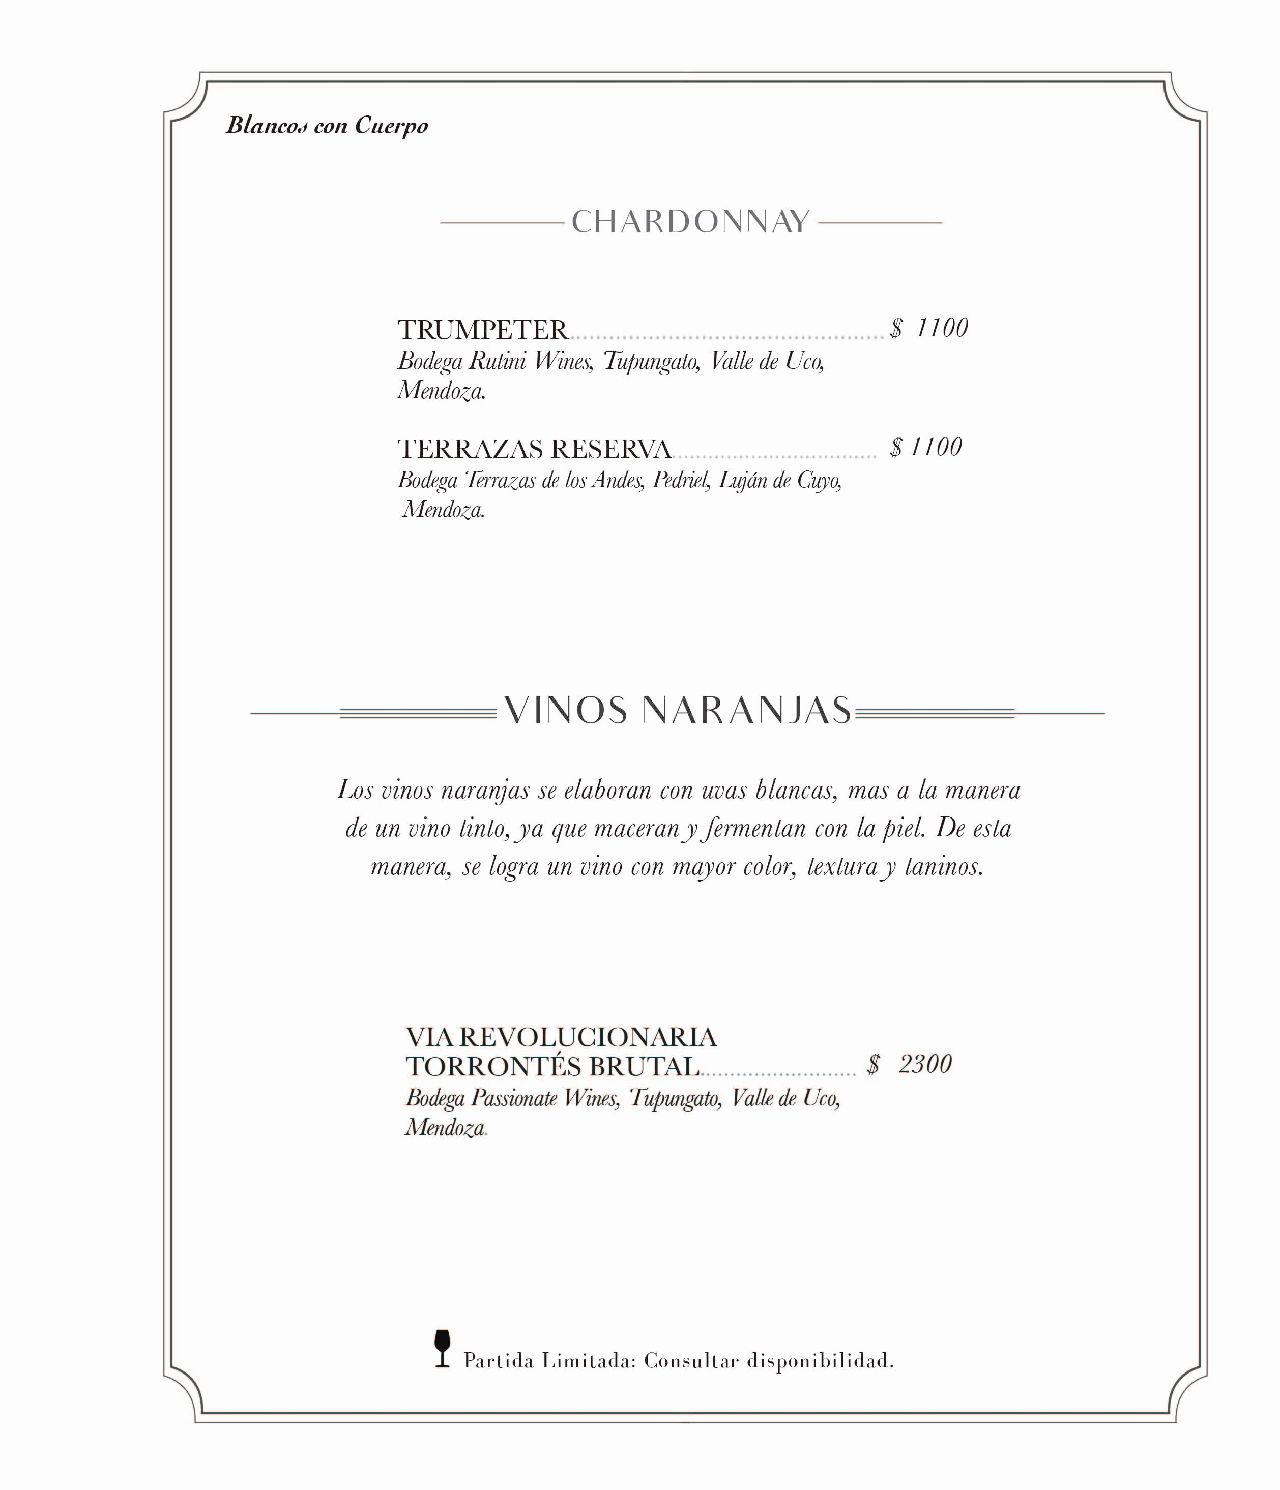 Blancos con Cuerpo
CHARDONNAY
TRUMPETER........................................................ $ 1100
Bodega Rutini Wines, Tupungato, Valle de Uco,
Mendoza.
TERRAZAS RESERVA.................................... $ 1100
Bodega Terrazas de los Andes, Pedriel, Luján de Cuyo,
Mendoza.
VINOS NARANJAS
Los vinos naranjas se elaboran con uvas blancas, mas a la manera
de un vino tinto, ya que maceran y fermentan con la piel. De esta
manera, se logra un vino con mayor color, textura y taninos.
VIA REVOLUCIONARIA
TORRONTÉS BRUTAL........................... $ 2300
Bodega Passionate Wines, Tupungato, Valle de Uco,
Mendoza.
Partida Limitada: Consultar disponibilidad.